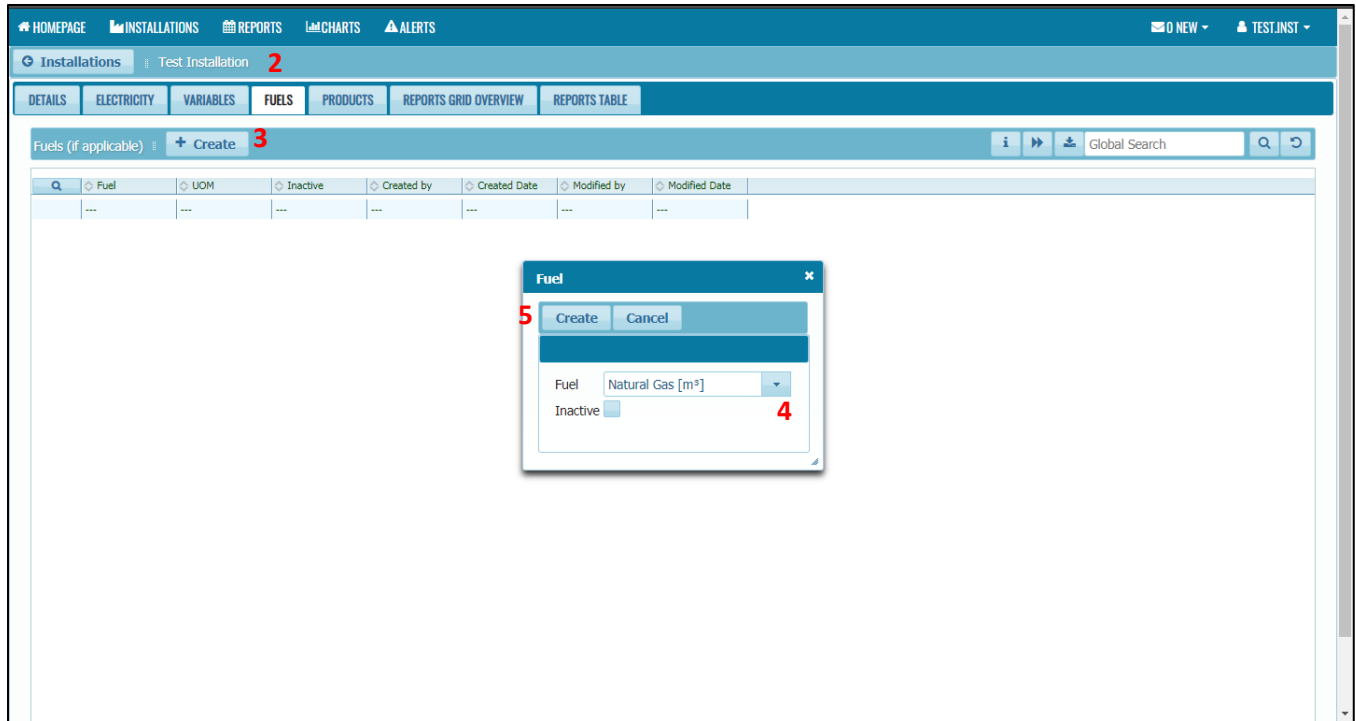 HOMEPAGE INSTALLATIONS REPORTS CHARTS ALERTS 0 NEW TEST.INST
Installations Test Installation 2
DETAILS ELECTRICITY VARIABLES FUELS PRODUCTS REPORTS GRID OVERVIEW REPORTS TABLE
Fuels (if applicable) + Create 3 Global Search
Fuel UOM Inactive Created by Created Date Modified by Modified Date
--- --- --- --- --- --- ---
Fuel
5 Create Cancel
Fuel Natural Gas [m³]
Inactive 4